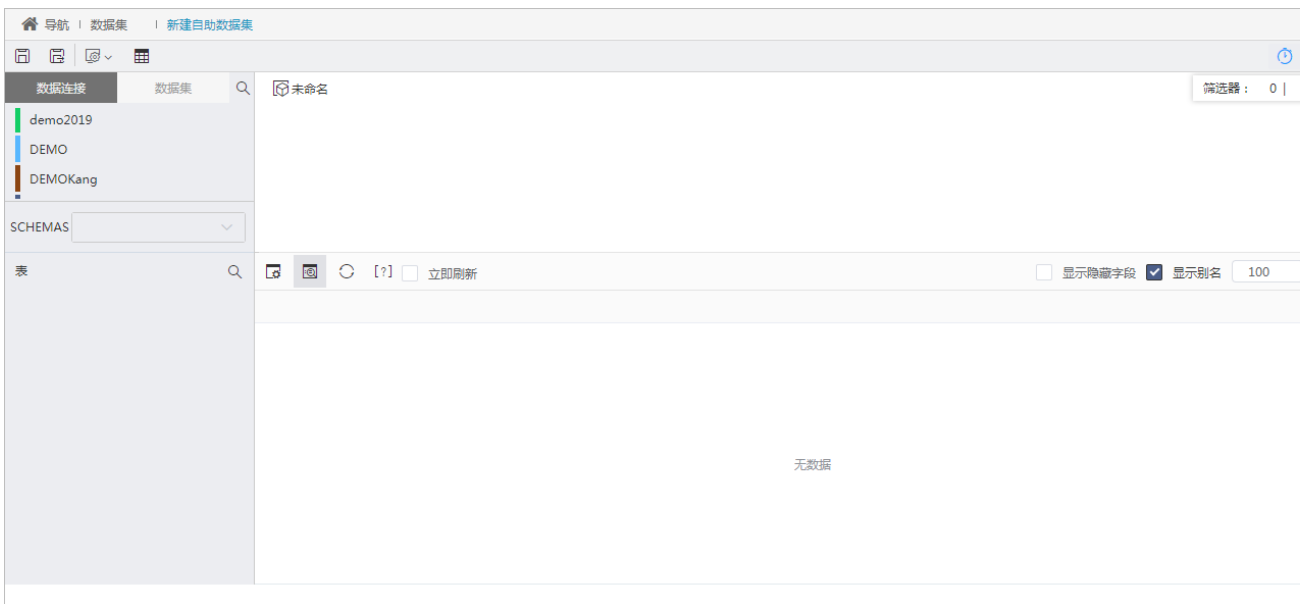 导航 | 数据集 | 新建自助数据集
数据连接 数据集
未命名
筛选器： 0 |
demo2019
DEMO
DEMOKang
SCHEMAS
表
[?] 立即刷新
显示隐藏字段 显示别名 100
无数据